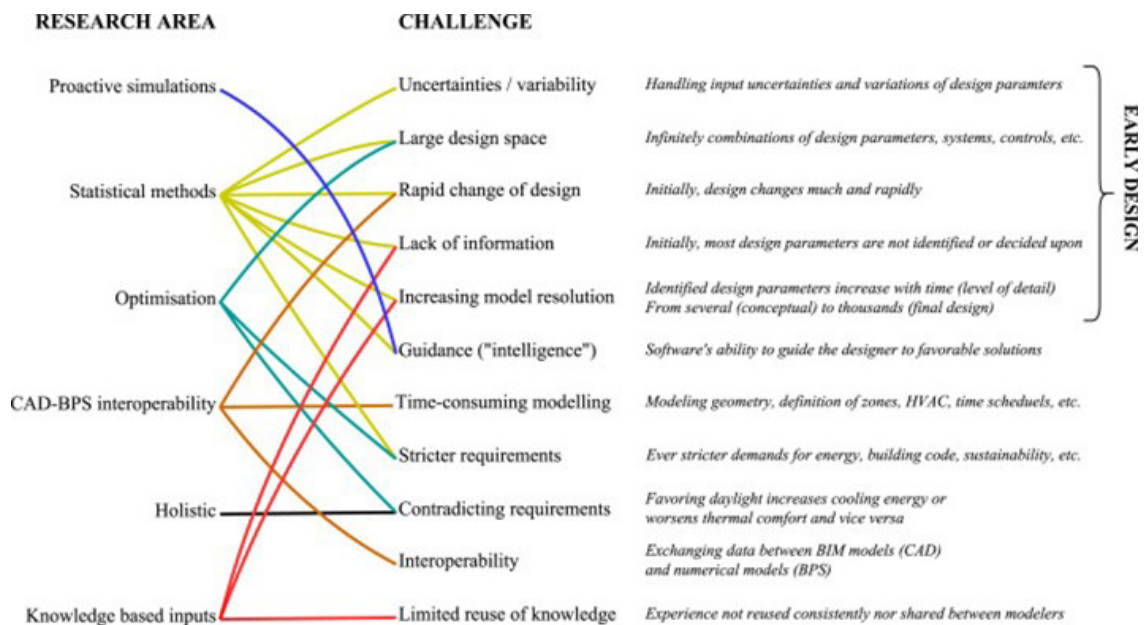 RESEARCH AREA CHALLENGE
Proactive simulations Uncertainties / variability Handling input uncertainties and variations of design paramters
Large design space Infinitely combinations of design parameters, systems, controls, etc.
Statistical methods Rapid change of design Initially, design changes much and rapidly
Lack of information Initially, most design parameters are not identified or decided upon
Optimisation Increasing model resolution Identified design parameters increase with time (level of detail)
From several (conceptual) to thousands (final design)
Guidance ("intelligence") Software's ability to guide the designer to favorable solutions
CAD-BPS interoperability Time-consuming modelling Modeling geometry, definition of zones, HVAC, time scheduels, etc.
Stricter requirements Ever stricter demands for energy, building code, sustainability, etc.
Holistic Contradicting requirements Favoring daylight increases cooling energy or
worsens thermal comfort and vice versa
Interoperability Exchanging data between BIM models (CAD)
and numerical models (BPS)
Knowledge based inputs Limited reuse of knowledge Experience not reused consistently nor shared between modelers
EARLY DESIGN